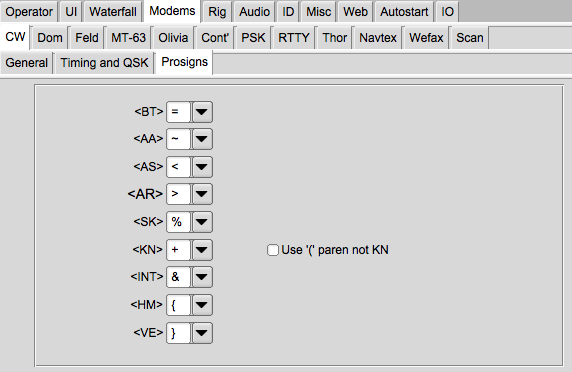 Operator UI Waterfall Modems Rig Audio ID Misc Web Autostart IO
CW Dom Feld MT-63 Olivia Cont' PSK RTTY Thor Navtex Wefax Scan
General Timing and QSK Prosigns
<BT> =
<AA> ~
<AS> <
<AR> >
<SK> %
<KN> + Use '(' paren not KN
<INT> &
<HM> {
<VE> }